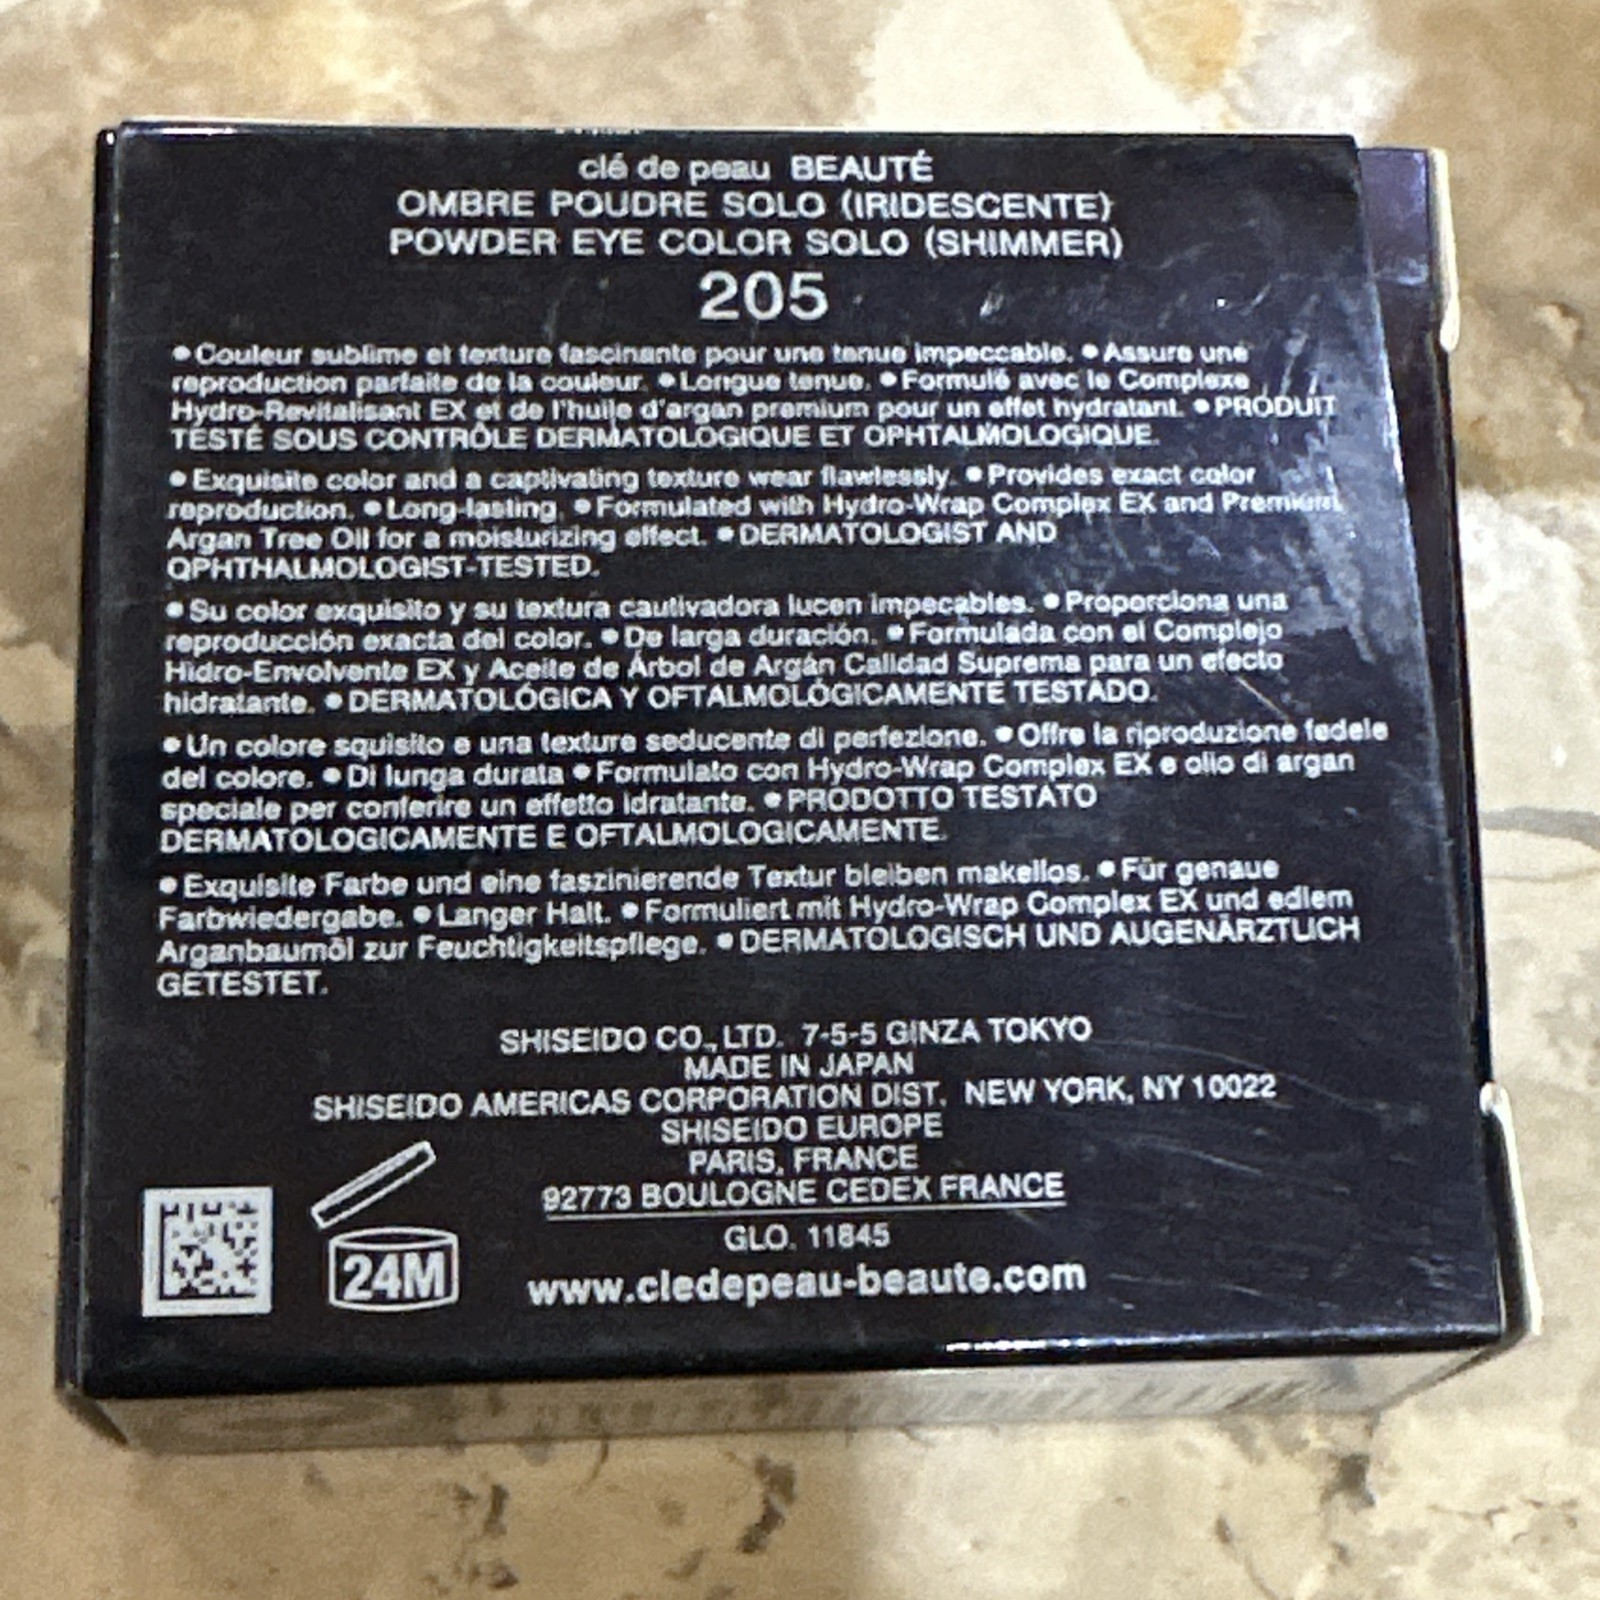 clé de peau BEAUTÉ
OMBRE POUDRE SOLO (IRIDESCENTE)
POWDER EYE COLOR SOLO (SHIMMER)
205
•Couleur sublime et texture fascinante pour une tenue impeccable. •Assure une
reproduction parfaite de la couleur. •Longue tenue. •Formulé avec le Complexe
Hydro-Revitalisant EX et de l'huile d'argan premium pour un effet hydratant. •PRODUIT
TESTÉ SOUS CONTRÔLE DERMATOLOGIQUE ET OPHTALMOLOGIQUE.
•Exquisite color and a captivating texture wear flawlessly. •Provides exact color
reproduction. •Long-lasting. •Formulated with Hydro-Wrap Complex EX and Premium
Argan Tree Oil for a moisturizing effect. •DERMATOLOGIST AND
OPHTHALMOLOGIST-TESTED.
•Su color exquisito y su textura cautivadora lucen impecables. •Proporciona una
reproducción exacta del color. •De larga duración. •Formulada con el Complejo
Hidro-Envolvente EX y Aceite de Árbol de Argán Calidad Suprema para un efecto
hidratante. •DERMATOLÓGICA Y OFTALMOLÓGICAMENTE TESTADO.
•Un colore squisito e una texture seducente di perfezione. •Offre la riproduzione fedele
del colore. •Di lunga durata •Formulato con Hydro-Wrap Complex EX e olio di argan
speciale per conferire un effetto idratante. •PRODOTTO TESTATO
DERMATOLOGICAMENTE E OFTALMOLOGICAMENTE.
•Exquisite Farbe und eine faszinierende Textur bleiben makellos. •Für genaue
Farbwiedergabe. •Langer Halt. •Formuliert mit Hydro-Wrap Complex EX und edlem
Arganbaumöl zur Feuchtigkeitspflege. •DERMATOLOGISCH UND AUGENÄRZTLICH
GETESTET.
SHISEIDO CO., LTD. 7-5-5 GINZA TOKYO
MADE IN JAPAN
SHISEIDO AMERICAS CORPORATION DIST. NEW YORK, NY 10022
SHISEIDO EUROPE
PARIS, FRANCE
92773 BOULOGNE CEDEX FRANCE
GLO. 11845
24M
www.cledepeau-beaute.com